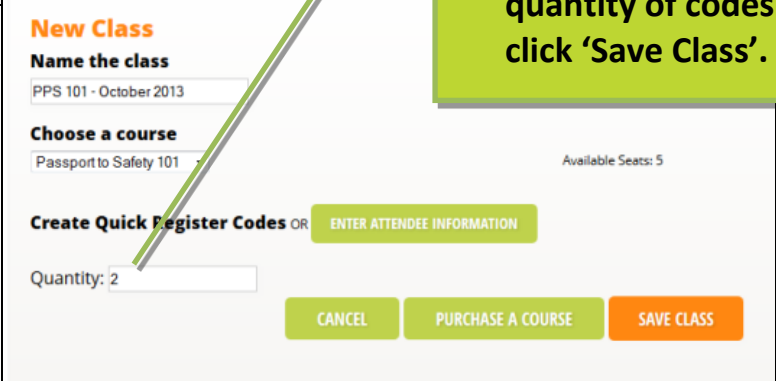 quantity of codes
click ‘Save Class’.
New Class
Name the class
PPS 101 - October 2013
Choose a course
Passport to Safety 101
Available Seats: 5
Create Quick Register Codes OR ENTER ATTENDEE INFORMATION
Quantity: 2
CANCEL PURCHASE A COURSE SAVE CLASS